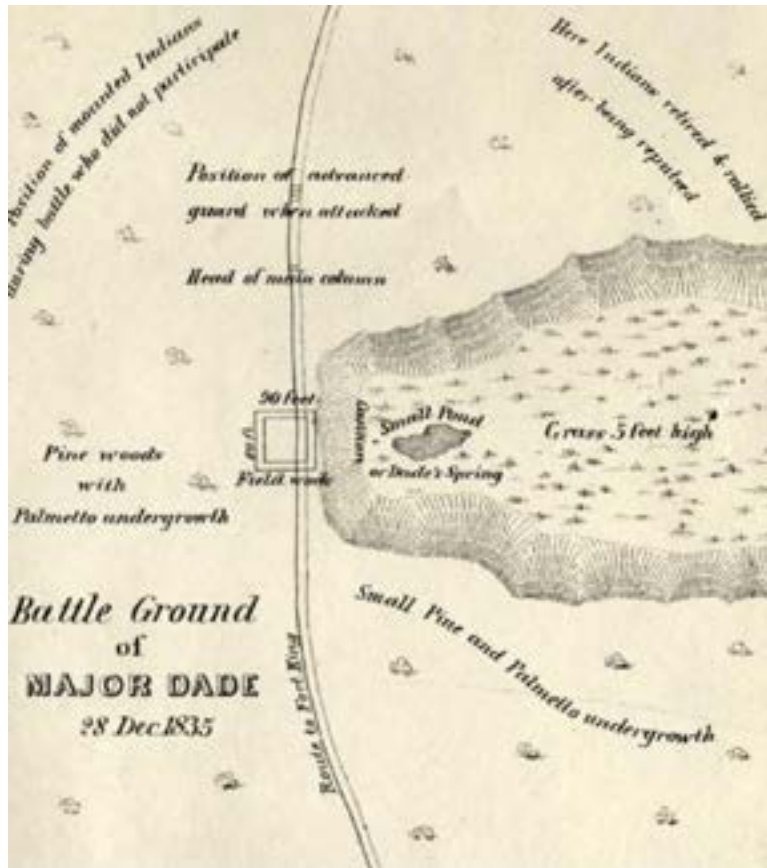 Position of mounted Indians
during battle who did not participate
Here Indians retired & rallied
after being repulsed
Position of advanced
guard when attacked
Head of main column
90 feet
Small Pond
or Dade's Spring
Grass 5 feet high
Field work
Pine woods
with
Palmetto undergrowth
Battle Ground
of
MAJOR DADE
28 Dec. 1835
Route to Fort King
Small Pine and Palmetto undergrowth